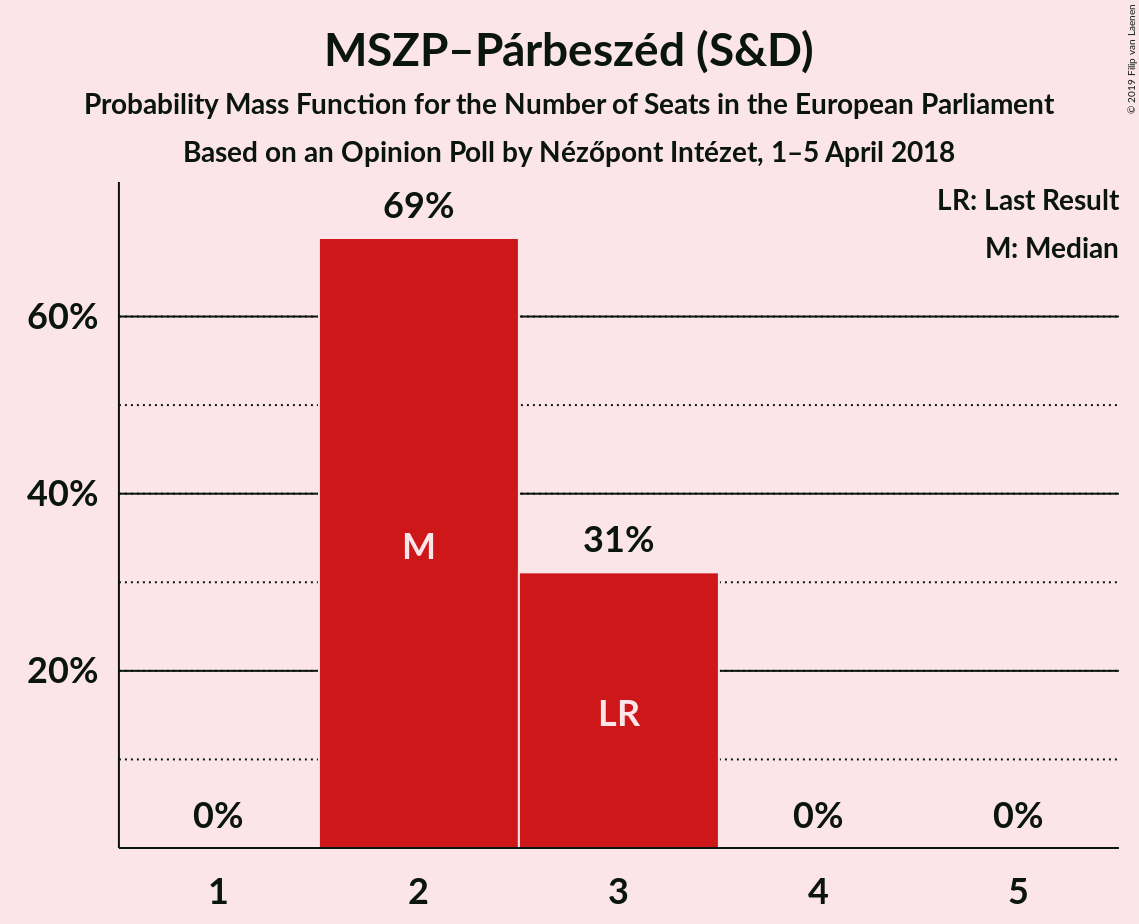 MSZP–Párbeszéd (S&D)
Probability Mass Function for the Number of Seats in the European Parliament
Based on an Opinion Poll by Nézőpont Intézet, 1–5 April 2018
© 2019 Filip van Laenen
LR: Last Result
M: Median
69%
60%
40%
31%
M
20%
LR
0%
0%
0%
1
2
3
4
5